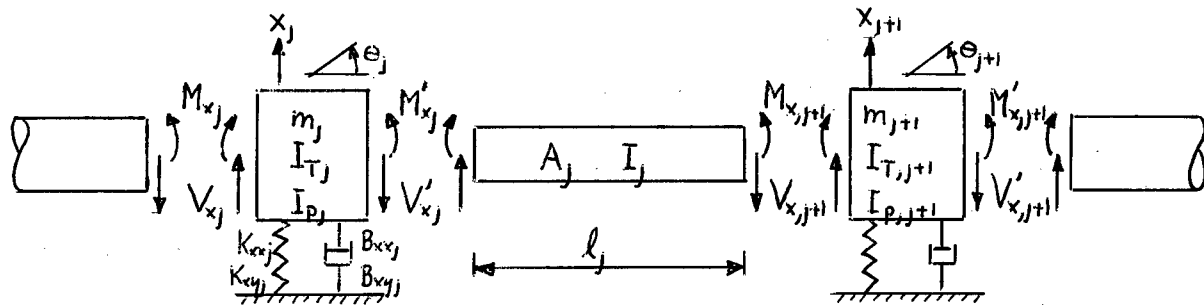 x_j
θ_j
M_xj
M'_xj
m_j
I_Tj
I_pj
V_xj
V'_xj
K_xxj
K_xyj
B_xxj
B_xyj
A_j I_j
l_j
x_j+1
θ_j+1
M_x,j+1
M'_x,j+1
m_j+1
I_T,j+1
I_p,j+1
V_x,j+1
V'_x,j+1